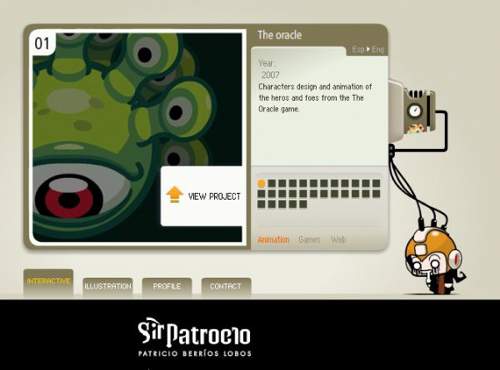 01
The oracle
Esp Eng
Year:
2007
Characters design and animation of
the heros and foes from the The
Oracle game.
VIEW PROJECT
Animation Games Web
INTERACTIVE
ILLUSTRATION
PROFILE
CONTACT
SirPatrocio
PATRICIO BERRÍOS LOBOS